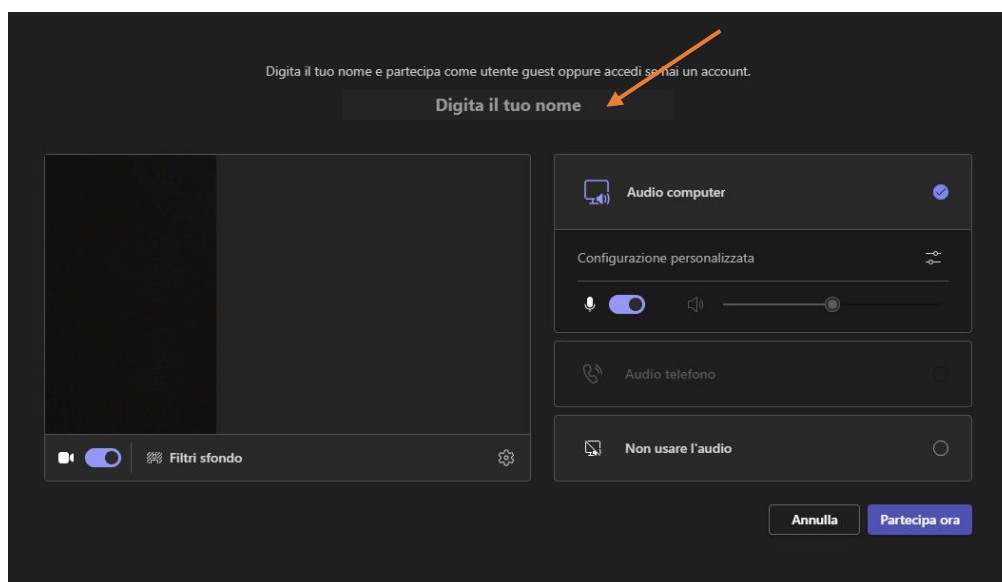 Digita il tuo nome e partecipa come utente guest oppure accedi se hai un account.
Digita il tuo nome
Audio computer
Configurazione personalizzata
Audio telefono
Non usare l'audio
Filtri sfondo
Annulla
Partecipa ora